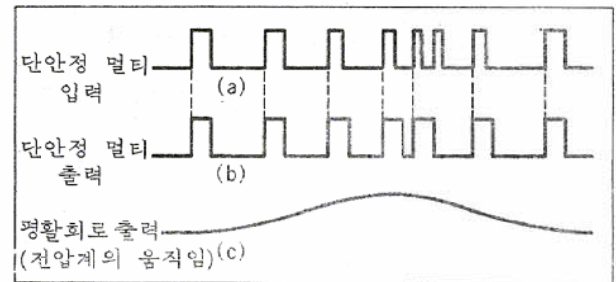 단안정 멀티
입력
(a)
단안정 멀티
출력
(b)
평활회로 출력
(전압계의 움직임)(c)